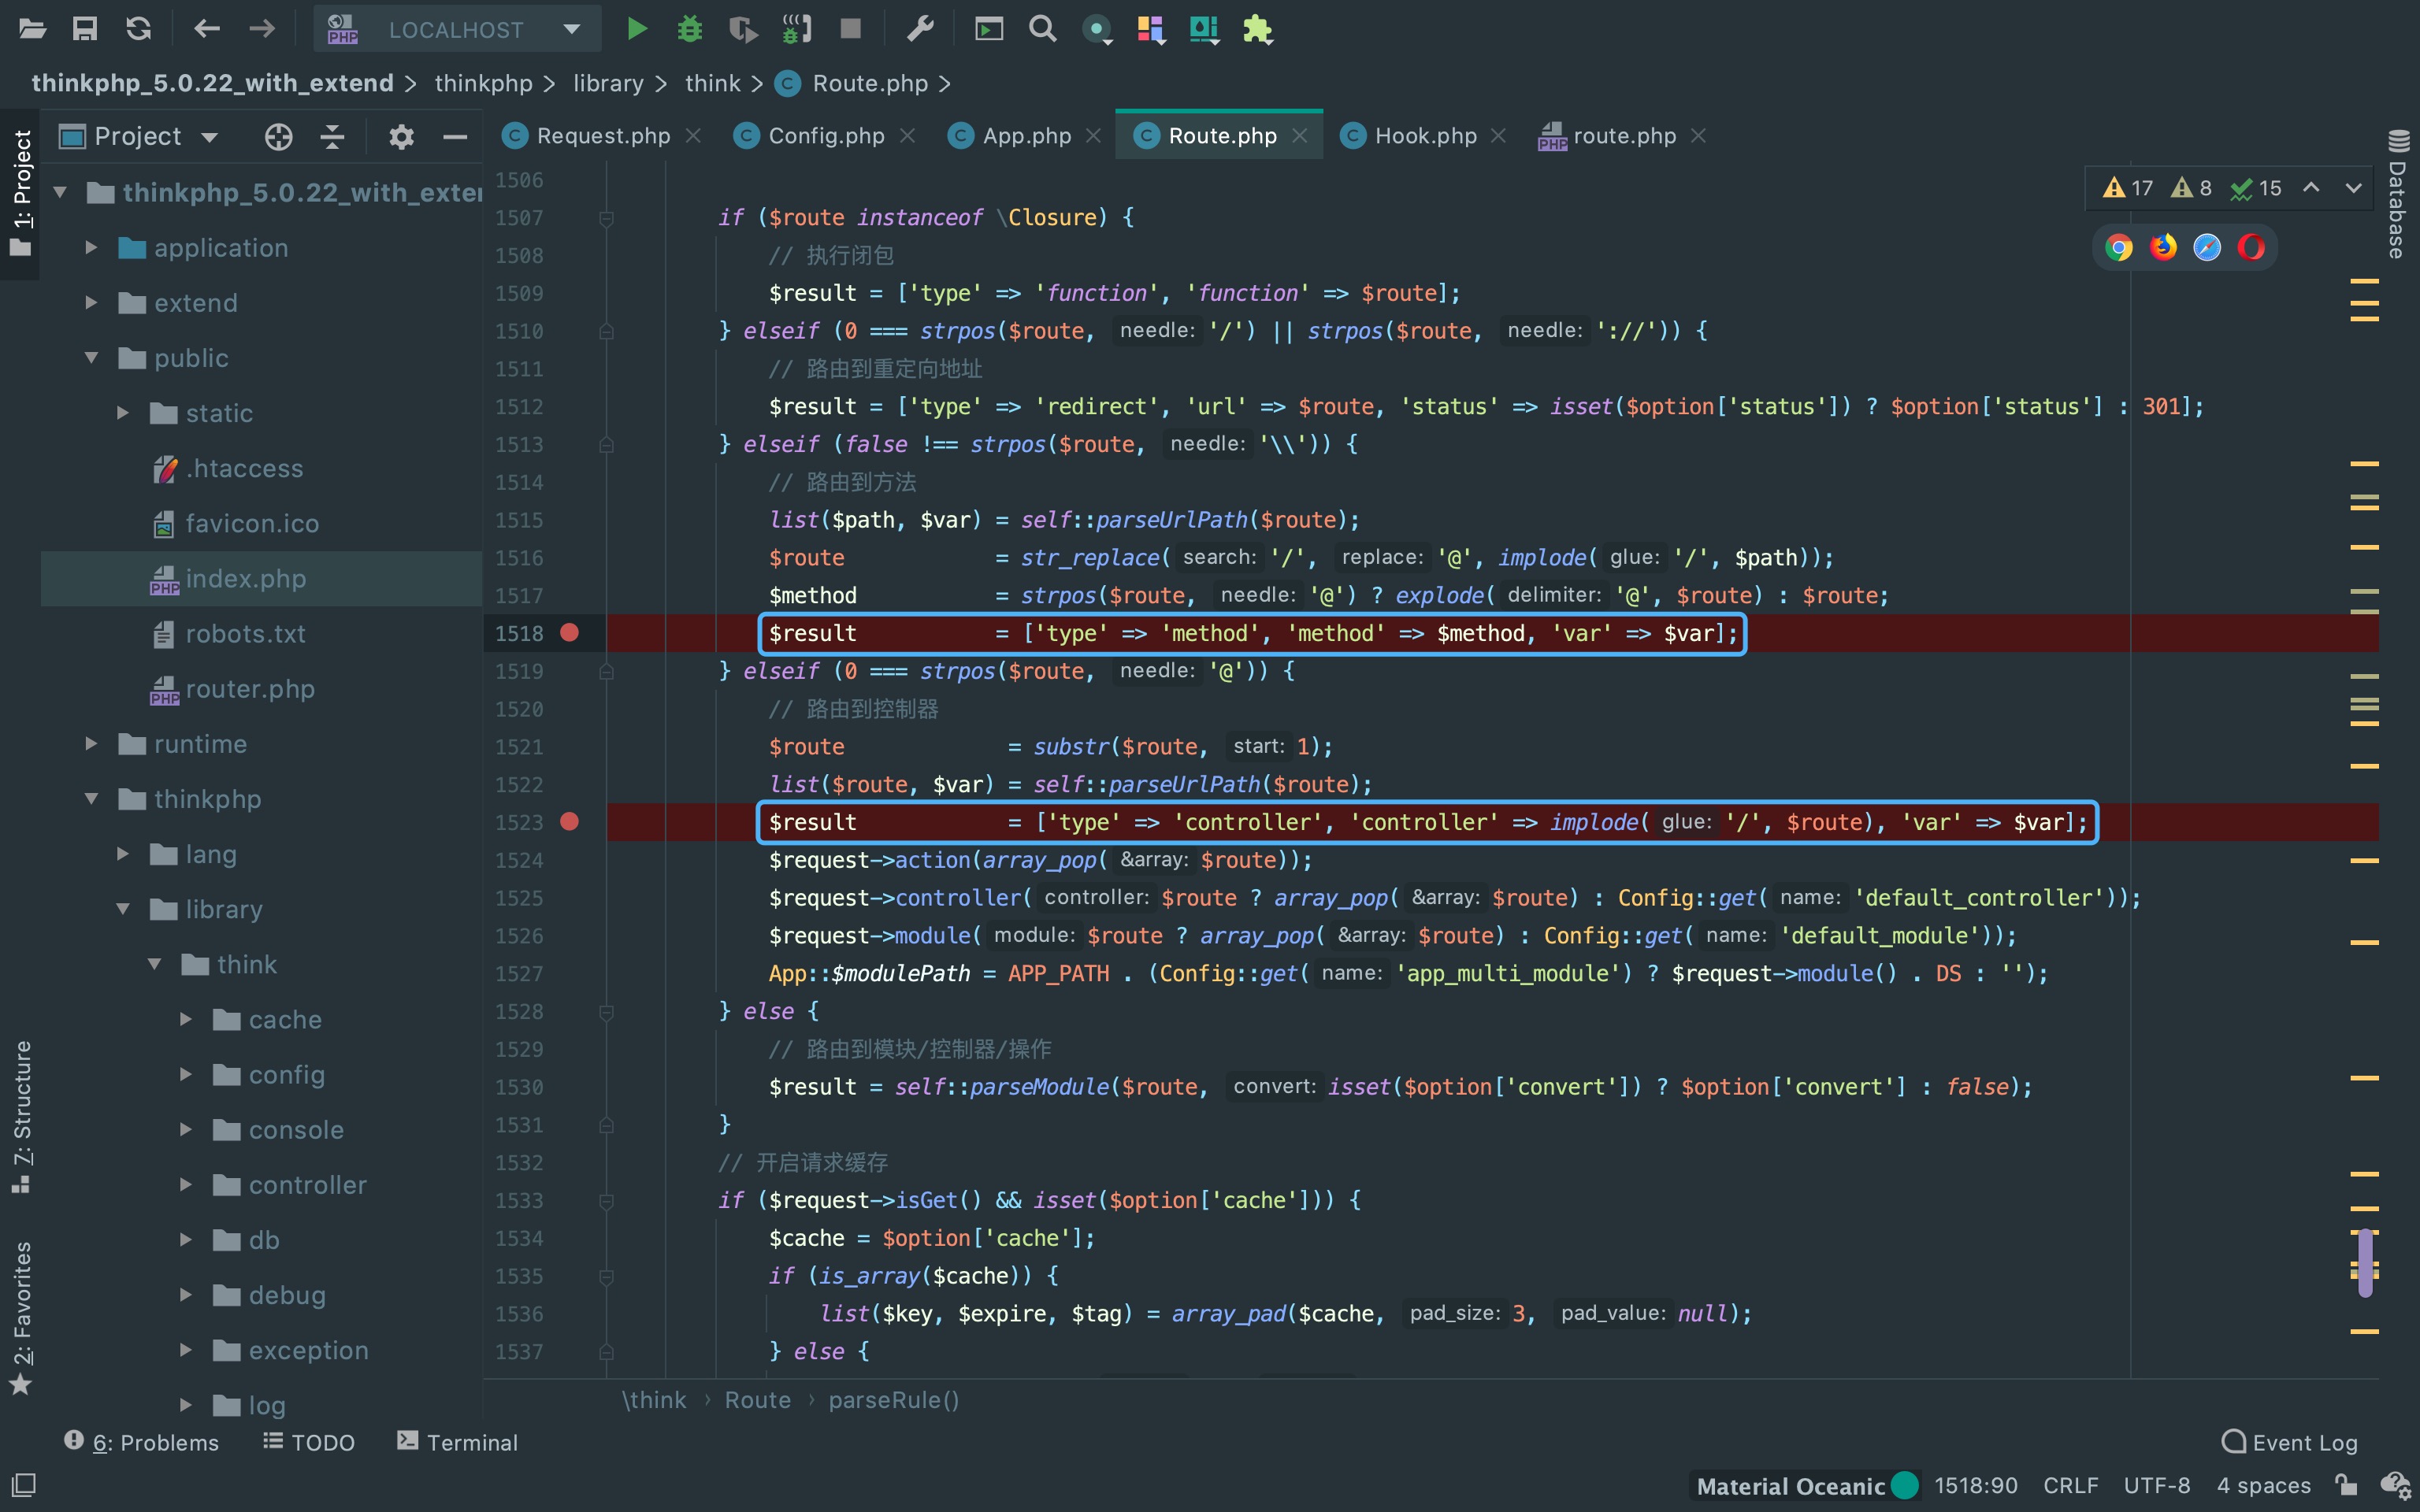 LOCALHOST
thinkphp_5.0.22_with_extend > thinkphp > library > think > Route.php >
1: Project
Project
Request.php
Config.php
App.php
Route.php
Hook.php
route.php
Database
17 8 15
thinkphp_5.0.22_with_exte
application
extend
public
static
.htaccess
favicon.ico
index.php
robots.txt
router.php
runtime
thinkphp
lang
library
think
cache
config
console
controller
db
debug
exception
log
7: Structure
2: Favorites
1506
1507 if ($route instanceof \Closure) {
1508 // 执行闭包
1509 $result = ['type' => 'function', 'function' => $route];
1510 } elseif (0 === strpos($route, needle: '/') || strpos($route, needle: '://')) {
1511 // 路由到重定向地址
1512 $result = ['type' => 'redirect', 'url' => $route, 'status' => isset($option['status']) ? $option['status'] : 301];
1513 } elseif (false !== strpos($route, needle: '\\')) {
1514 // 路由到方法
1515 list($path, $var) = self::parseUrlPath($route);
1516 $route = str_replace( search: '/', replace: '@', implode( glue: '/', $path));
1517 $method = strpos($route, needle: '@') ? explode( delimiter: '@', $route) : $route;
1518 $result = ['type' => 'method', 'method' => $method, 'var' => $var];
1519 } elseif (0 === strpos($route, needle: '@')) {
1520 // 路由到控制器
1521 $route = substr($route, start: 1);
1522 list($route, $var) = self::parseUrlPath($route);
1523 $result = ['type' => 'controller', 'controller' => implode( glue: '/', $route), 'var' => $var];
1524 $request->action(array_pop( &array: $route));
1525 $request->controller( controller: $route ? array_pop( &array: $route) : Config::get( name: 'default_controller'));
1526 $request->module( module: $route ? array_pop( &array: $route) : Config::get( name: 'default_module'));
1527 App::$modulePath = APP_PATH . (Config::get( name: 'app_multi_module') ? $request->module() . DS : '');
1528 } else {
1529 // 路由到模块/控制器/操作
1530 $result = self::parseModule($route, convert: isset($option['convert']) ? $option['convert'] : false);
1531 }
1532 // 开启请求缓存
1533 if ($request->isGet() && isset($option['cache'])) {
1534 $cache = $option['cache'];
1535 if (is_array($cache)) {
1536 list($key, $expire, $tag) = array_pad($cache, pad_size: 3, pad_value: null);
1537 } else {
\think › Route › parseRule()
6: Problems
TODO
Terminal
Event Log
Material Oceanic 1518:90 CRLF UTF-8 4 spaces